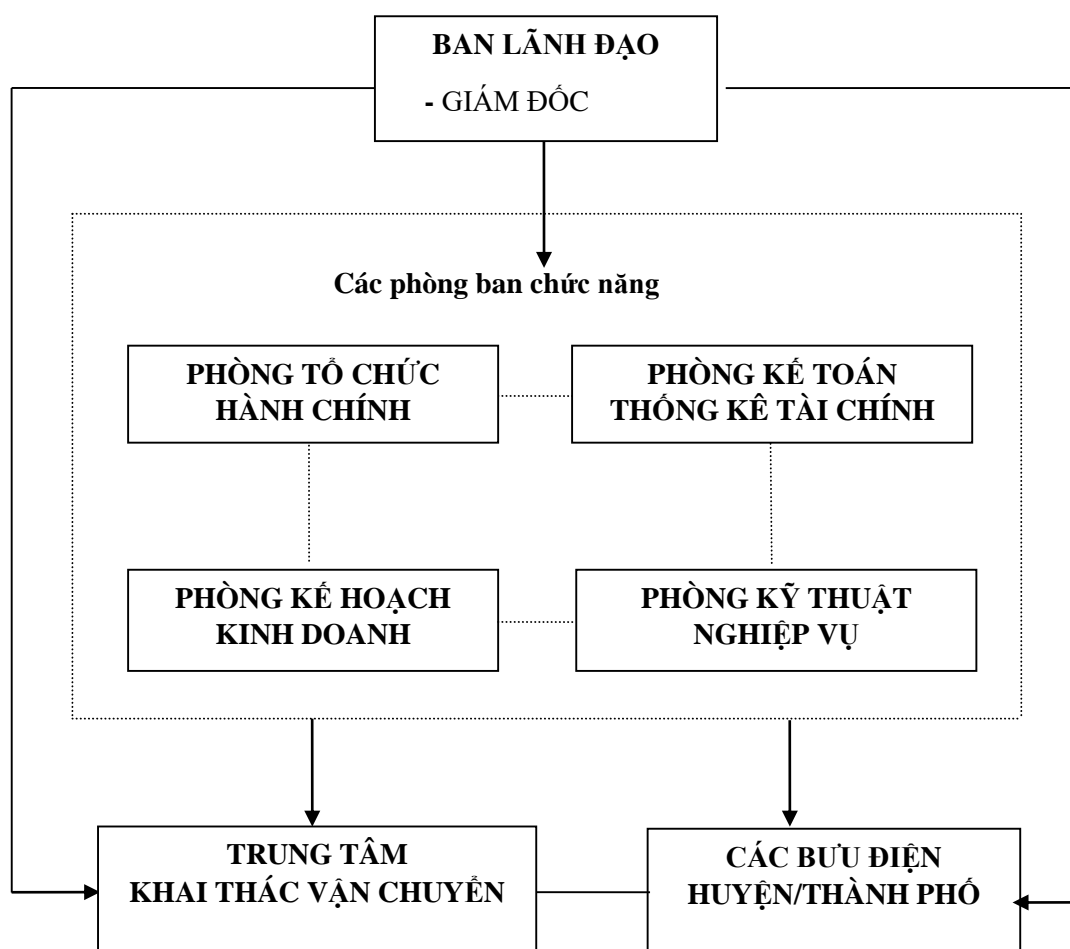 BAN LÃNH ĐẠO
- GIÁM ĐỐC
Các phòng ban chức năng
PHÒNG TỔ CHỨC
HÀNH CHÍNH
PHÒNG KẾ TOÁN
THỐNG KÊ TÀI CHÍNH
PHÒNG KẾ HOẠCH
KINH DOANH
PHÒNG KỸ THUẬT
NGHIỆP VỤ
TRUNG TÂM
KHAI THÁC VẬN CHUYỂN
CÁC BƯU ĐIỆN
HUYỆN/THÀNH PHỐ